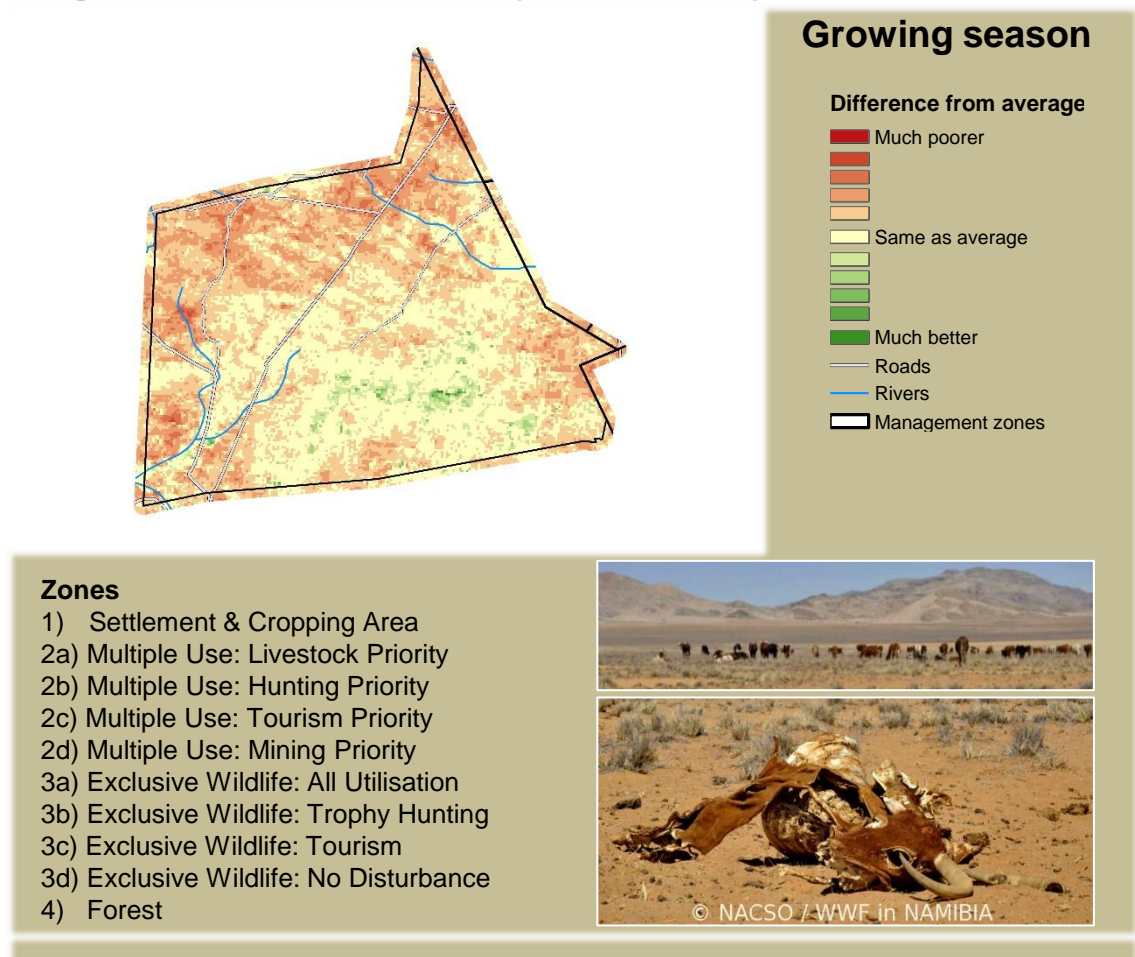 Growing season
Difference from average
Much poorer
Same as average
Much better
Roads
Rivers
Management zones
Zones
1) Settlement & Cropping Area
2a) Multiple Use: Livestock Priority
2b) Multiple Use: Hunting Priority
2c) Multiple Use: Tourism Priority
2d) Multiple Use: Mining Priority
3a) Exclusive Wildlife: All Utilisation
3b) Exclusive Wildlife: Trophy Hunting
3c) Exclusive Wildlife: Tourism
3d) Exclusive Wildlife: No Disturbance
4) Forest
© NACSO / WWF in NAMIBIA